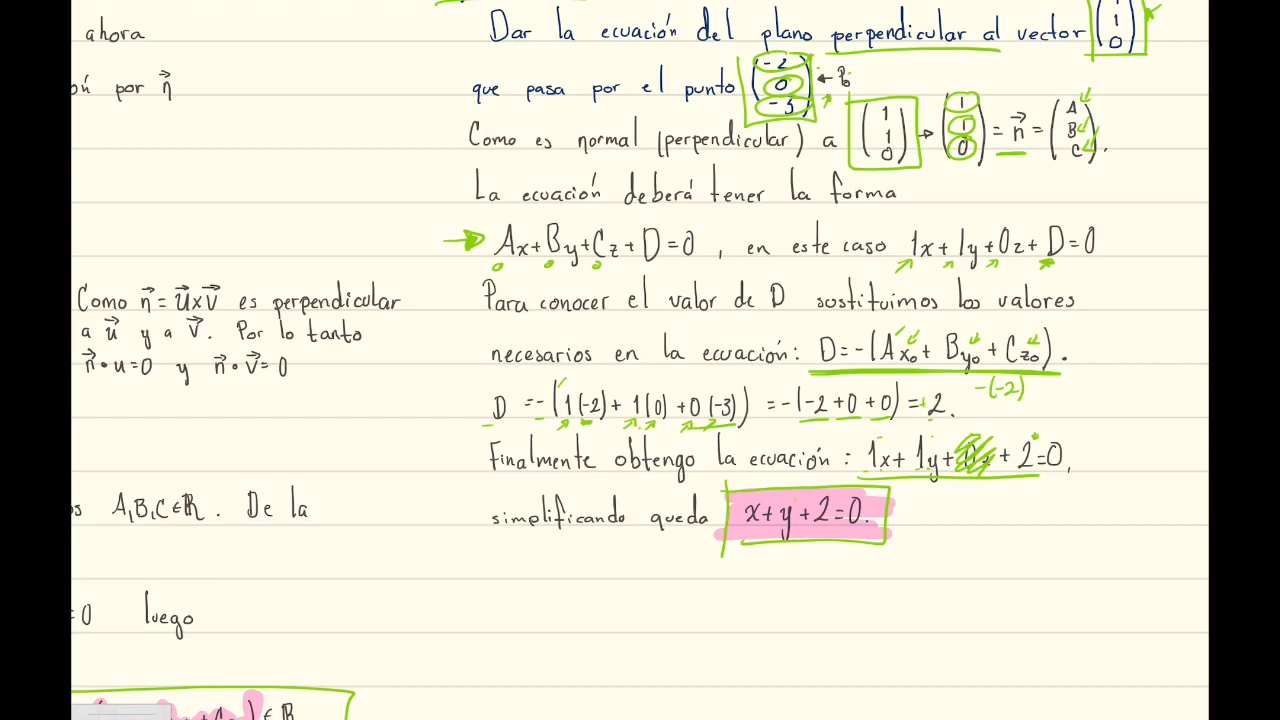 ahora
por n⃗
Como n⃗ = u⃗ x v⃗ es perpendicular
a u⃗ y a v⃗. Por lo tanto
n⃗ • u = 0 y n⃗ • v⃗ = 0
A, B, C ∈ ℝ. De la
= 0 luego
∈ ℝ
Dar la ecuación del plano perpendicular al vector (1 1 0)
que pasa por el punto (-2 0 -3) ← P₀
Como es normal (perpendicular) a (1 1 0) → (1 1 0) = n⃗ = (A B C).
La ecuación deberá tener la forma
Ax + By + Cz + D = 0 , en este caso 1x + 1y + 0z + D = 0
Para conocer el valor de D sustituimos los valores
necesarios en la ecuación: D = -(Ax₀ + By₀ + Cz₀).
-(-2)
D = -(1(-2) + 1(0) + 0(-3)) = -(-2 + 0 + 0) = +2.
Finalmente obtengo la ecuación : 1x + 1y + 0z + 2 = 0,
simplificando queda x + y + 2 = 0.